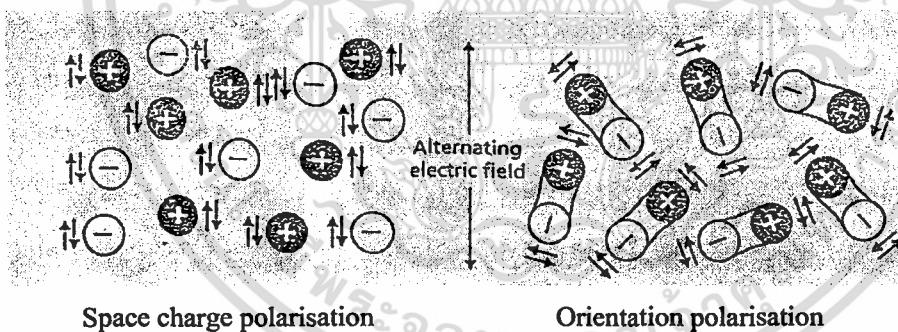 Alternating
electric field
Space charge polarisation
Orientation polarisation